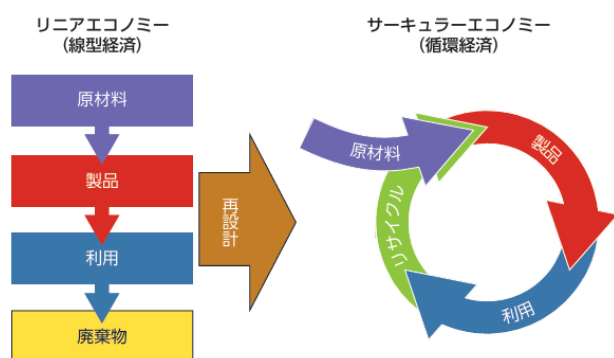 リニアエコノミー
（線型経済）
原材料
製品
利用
廃棄物
再設計
サーキュラーエコノミー
（循環経済）
原材料
製品
利用
リサイクル